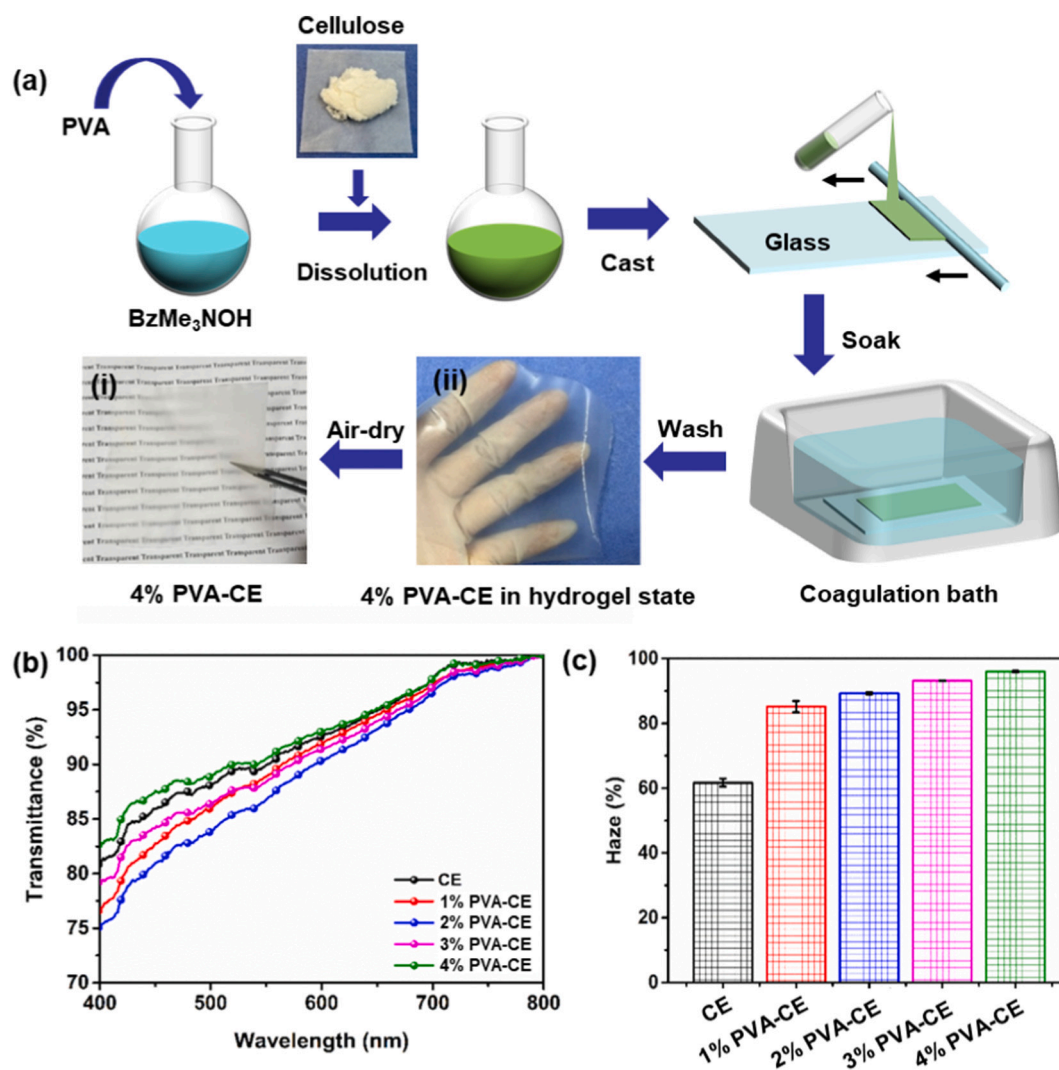 (a)
Cellulose
PVA
BzMe₃NOH
Dissolution
Cast
Glass
Soak
(i)
Air-dry
(ii)
Wash
4% PVA-CE
4% PVA-CE in hydrogel state
Coagulation bath
(b)
Transmittance (%)
100
95
90
85
80
75
70
CE
1% PVA-CE
2% PVA-CE
3% PVA-CE
4% PVA-CE
400 500 600 700 800
Wavelength (nm)
(c)
Haze (%)
100
80
60
40
20
0
CE
1% PVA-CE
2% PVA-CE
3% PVA-CE
4% PVA-CE